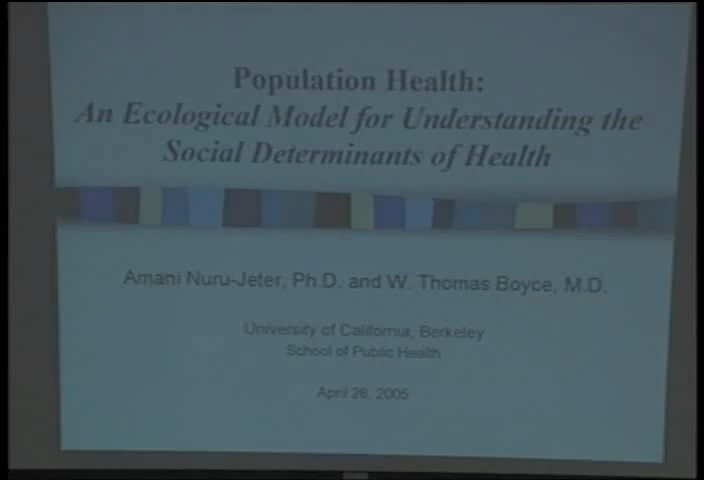 Population Health:
An Ecological Model for Understanding the
Social Determinants of Health
Amani Nuru-Jeter, Ph.D. and W. Thomas Boyce, M.D.
University of California, Berkeley
School of Public Health
April 26, 2005